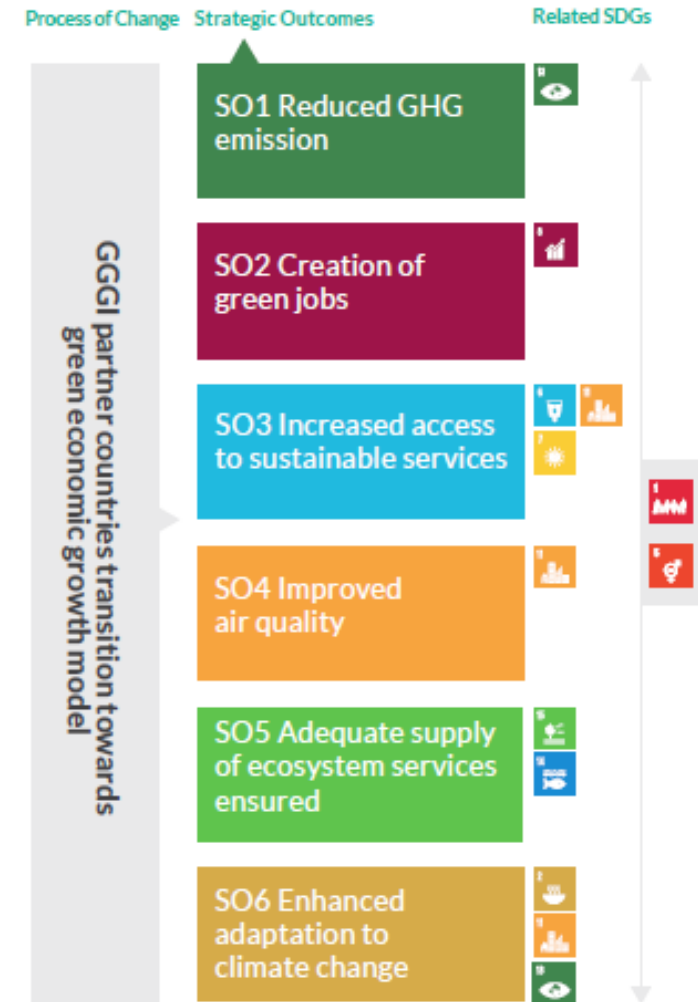 Process of Change
Strategic Outcomes
Related SDGs
GGGI partner countries transition towards
green economic growth model
SO1 Reduced GHG
emission
SO2 Creation of
green jobs
SO3 Increased access
to sustainable services
SO4 Improved
air quality
SO5 Adequate supply
of ecosystem services
ensured
SO6 Enhanced
adaptation to
climate change